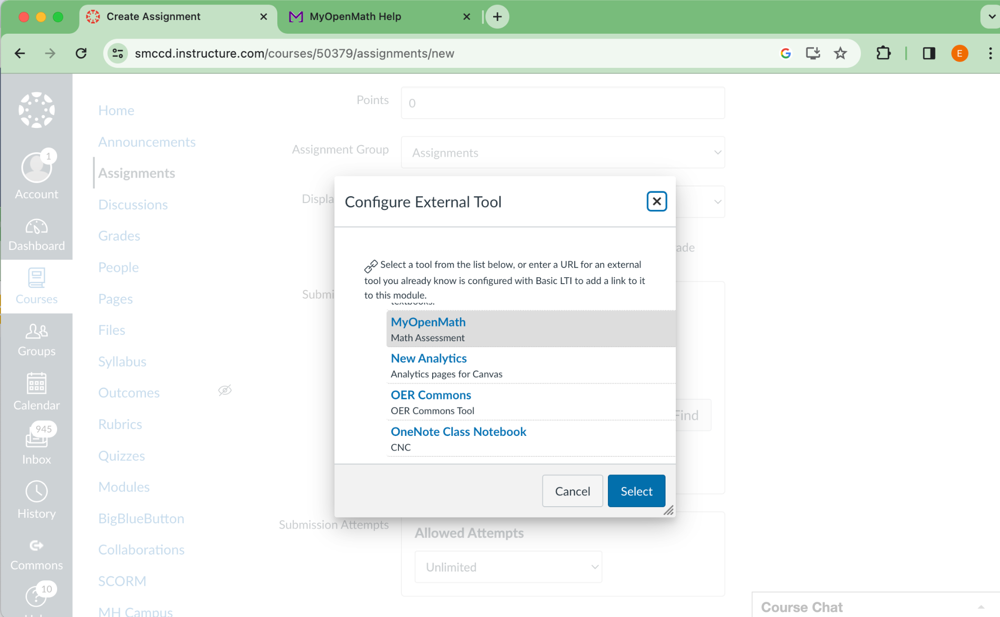 Create Assignment
MyOpenMath Help
smccd.instructure.com/courses/50379/assignments/new
E
1
Account
Dashboard
Courses
Groups
Calendar
945
Inbox
History
Commons
10
Home
Announcements
Assignments
Discussions
Grades
People
Pages
Files
Syllabus
Outcomes
Rubrics
Quizzes
Modules
BigBlueButton
Collaborations
SCORM
MH Campus
Points
0
Assignment Group
Assignments
Displa
ade
Submi
Find
Configure External Tool
Select a tool from the list below, or enter a URL for an external
tool you already know is configured with Basic LTI to add a link to it
to this module.
textbooks.
MyOpenMath
Math Assessment
New Analytics
Analytics pages for Canvas
OER Commons
OER Commons Tool
OneNote Class Notebook
CNC
Cancel
Select
Submission Attempts
Allowed Attempts
Unlimited
Course Chat